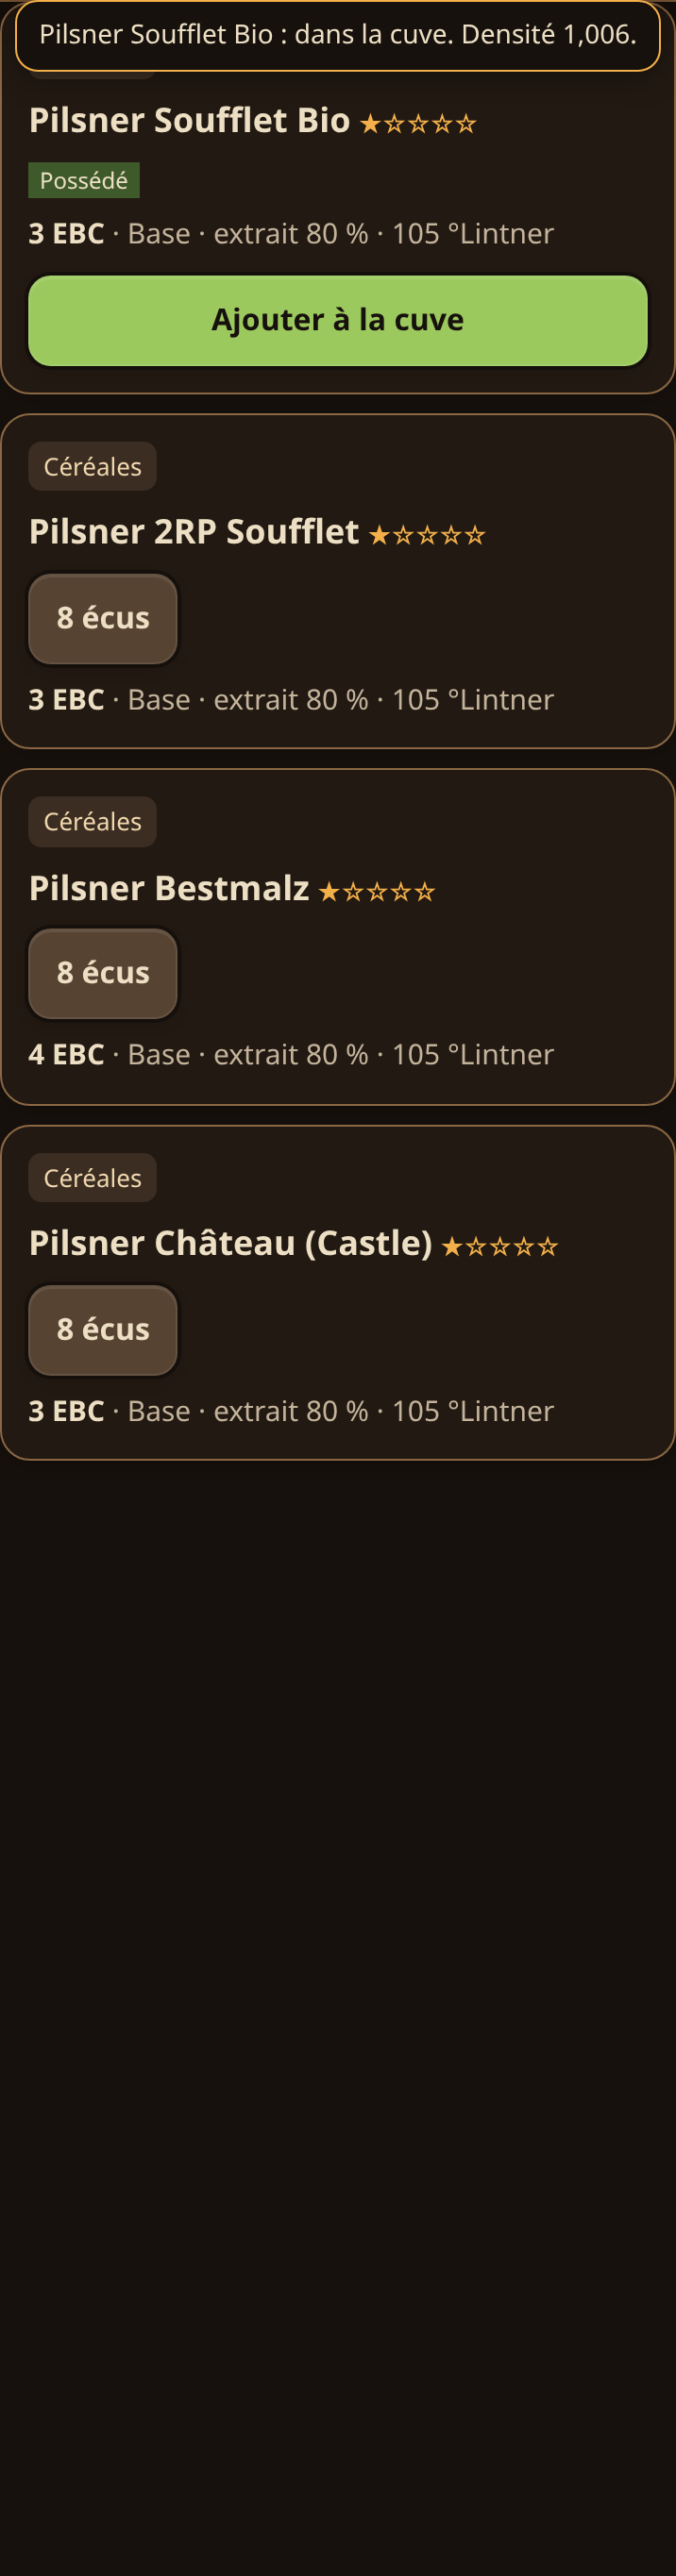 Pilsner Soufflet Bio : dans la cuve. Densité 1,006.
Pilsner Soufflet Bio ★☆☆☆☆
Possédé
3 EBC · Base · extrait 80 % · 105 °Lintner
Ajouter à la cuve
Céréales
Pilsner 2RP Soufflet ★☆☆☆☆
8 écus
3 EBC · Base · extrait 80 % · 105 °Lintner
Céréales
Pilsner Bestmalz ★☆☆☆☆
8 écus
4 EBC · Base · extrait 80 % · 105 °Lintner
Céréales
Pilsner Château (Castle) ★☆☆☆☆
8 écus
3 EBC · Base · extrait 80 % · 105 °Lintner